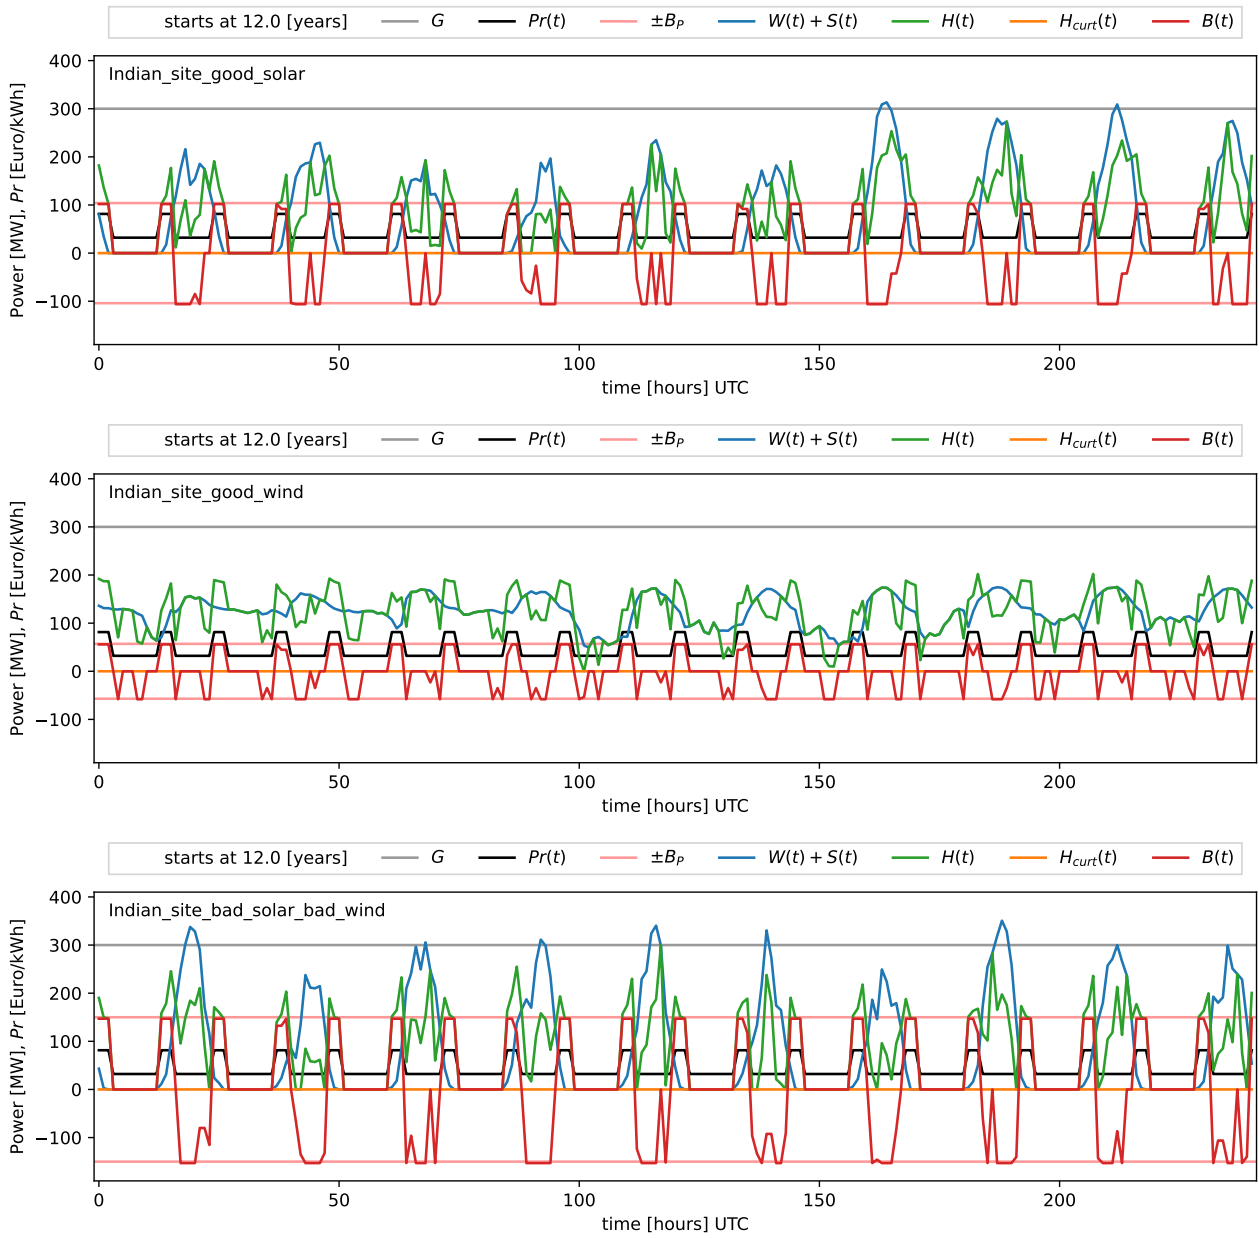 starts at 12.0 [years] G Pr(t) ±B_P W(t) + S(t) H(t) H_curt(t) B(t)
Indian_site_good_solar
Power [MW], Pr [Euro/kWh]
400
300
200
100
0
−100
0 50 100 150 200
time [hours] UTC
starts at 12.0 [years] G Pr(t) ±B_P W(t) + S(t) H(t) H_curt(t) B(t)
Indian_site_good_wind
Power [MW], Pr [Euro/kWh]
400
300
200
100
0
−100
0 50 100 150 200
time [hours] UTC
starts at 12.0 [years] G Pr(t) ±B_P W(t) + S(t) H(t) H_curt(t) B(t)
Indian_site_bad_solar_bad_wind
Power [MW], Pr [Euro/kWh]
400
300
200
100
0
−100
0 50 100 150 200
time [hours] UTC